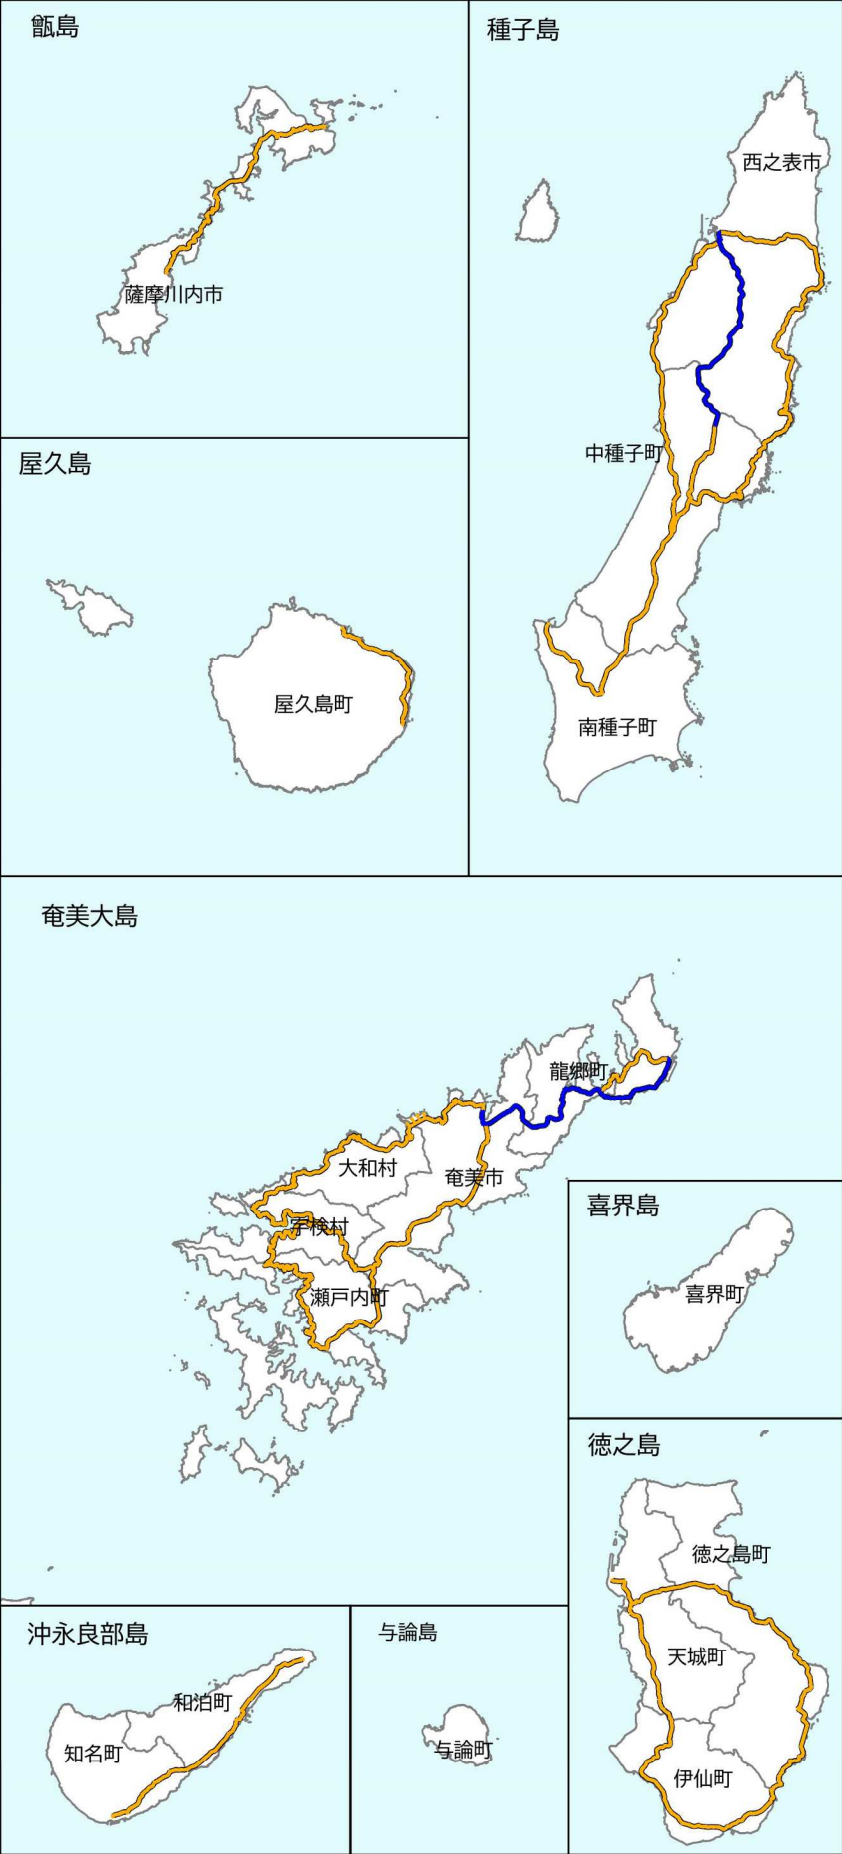 甑島
薩摩川内市
種子島
西之表市
中種子町
南種子町
屋久島
屋久島町
奄美大島
龍郷町
大和村
奄美市
宇検村
瀬戸内町
喜界島
喜界町
徳之島
徳之島町
天城町
伊仙町
沖永良部島
和泊町
知名町
与論島
与論町